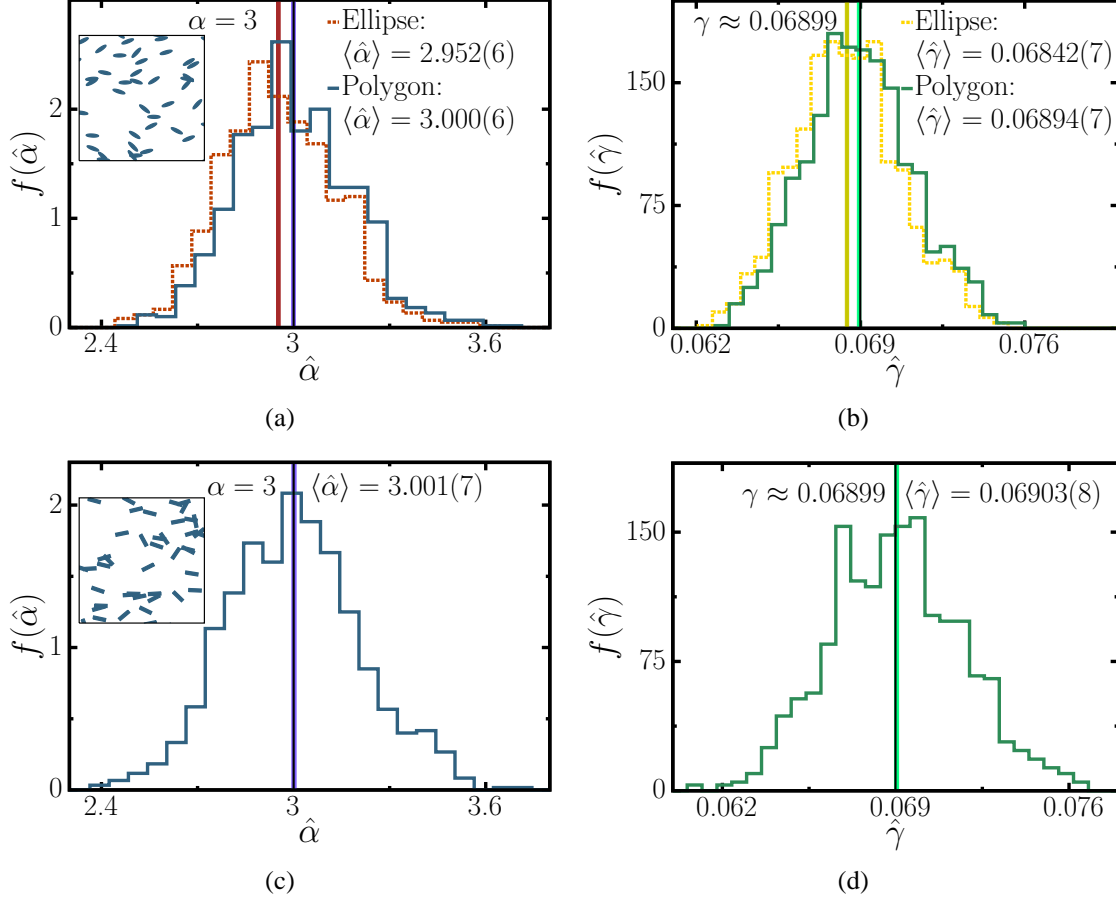 α = 3
Ellipse:
⟨α̂⟩ = 2.952(6)
Polygon:
⟨α̂⟩ = 3.000(6)
f(α̂)
2
1
0
2.4 3 3.6
α̂
(a)
γ ≈ 0.06899
Ellipse:
⟨γ̂⟩ = 0.06842(7)
Polygon:
⟨γ̂⟩ = 0.06894(7)
f(γ̂)
150
75
0
0.062 0.069 0.076
γ̂
(b)
α = 3 ⟨α̂⟩ = 3.001(7)
f(α̂)
2
1
0
2.4 3 3.6
α̂
(c)
γ ≈ 0.06899 ⟨γ̂⟩ = 0.06903(8)
f(γ̂)
150
75
0
0.062 0.069 0.076
γ̂
(d)